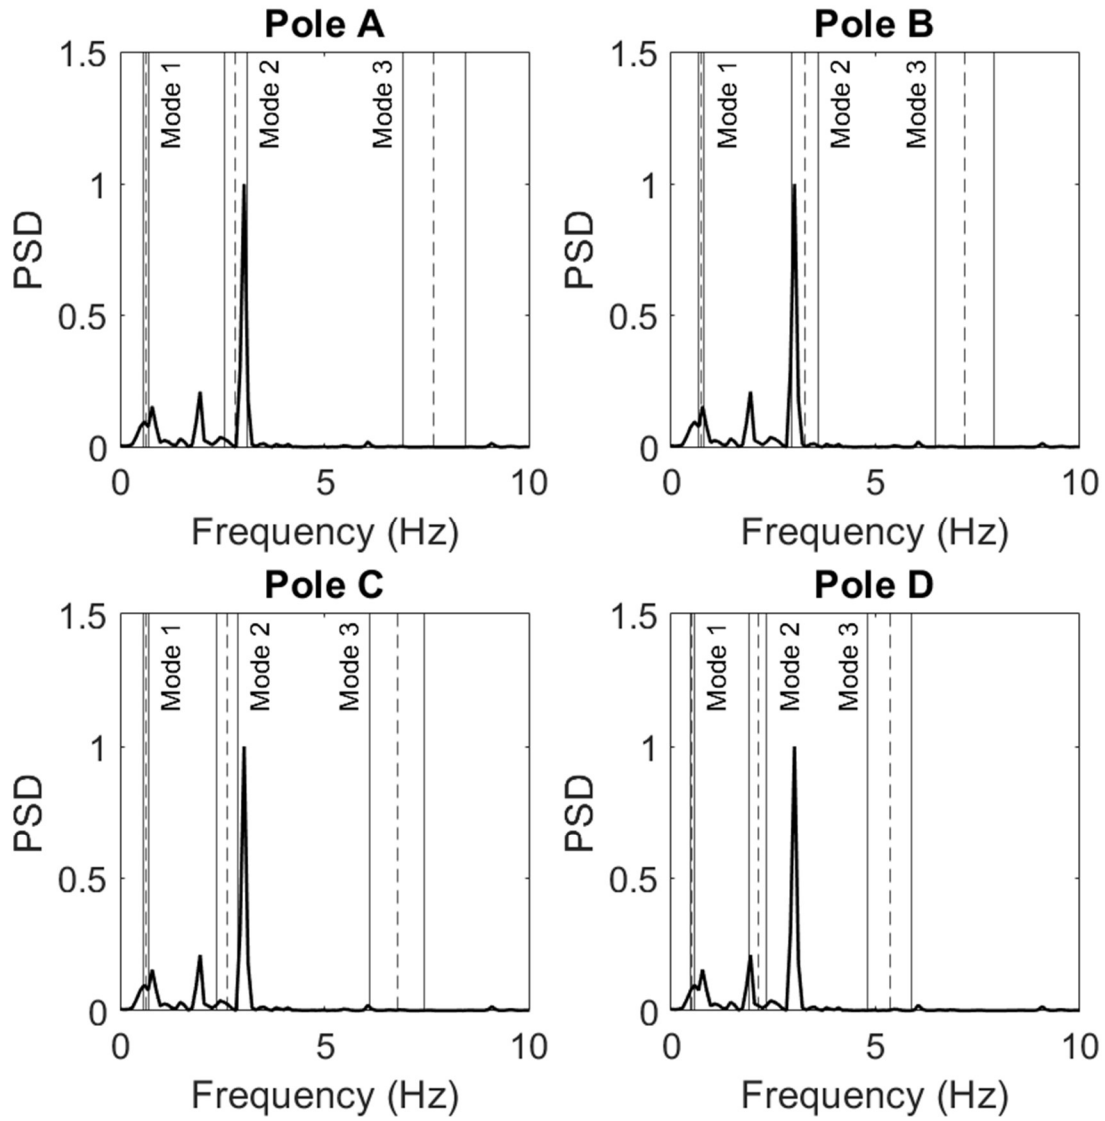 Pole A
1.5
1
0.5
0
PSD
Mode 1
Mode 2
Mode 3
0 5 10
Frequency (Hz)
Pole B
1.5
1
0.5
0
PSD
Mode 1
Mode 2
Mode 3
0 5 10
Frequency (Hz)
Pole C
1.5
1
0.5
0
PSD
Mode 1
Mode 2
Mode 3
0 5 10
Frequency (Hz)
Pole D
1.5
1
0.5
0
PSD
Mode 1
Mode 2
Mode 3
0 5 10
Frequency (Hz)